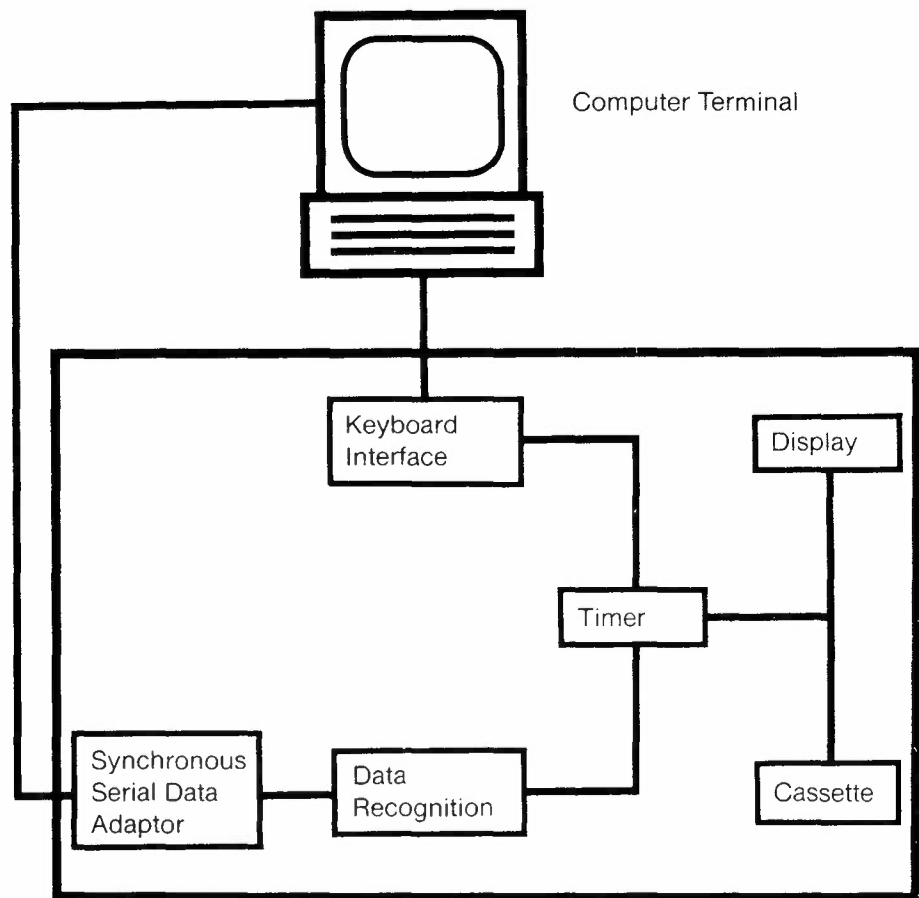 Computer Terminal
Keyboard
Interface
Display
Timer
Synchronous
Serial Data
Adaptor
Data
Recognition
Cassette